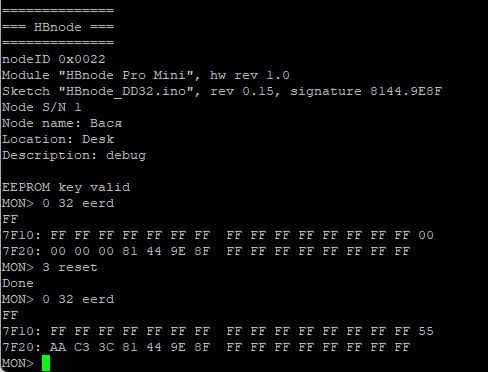 ==============
=== HBnode ===
==============
nodeID 0x0022
Module "HBnode Pro Mini", hw rev 1.0
Sketch "HBnode_DD32.ino", rev 0.15, signature 8144.9E8F
Node S/N 1
Node name: Вася
Location: Desk
Description: debug

EEPROM key valid
MON> 0 32 eerd
FF
7F10: FF FF FF FF FF FF FF  FF FF FF FF FF FF FF FF 00
7F20: 00 00 00 81 44 9E 8F  FF FF FF FF FF FF FF FF
MON> 3 reset
Done
MON> 0 32 eerd
FF
7F10: FF FF FF FF FF FF FF  FF FF FF FF FF FF FF FF 55
7F20: AA C3 3C 81 44 9E 8F  FF FF FF FF FF FF FF FF
MON>